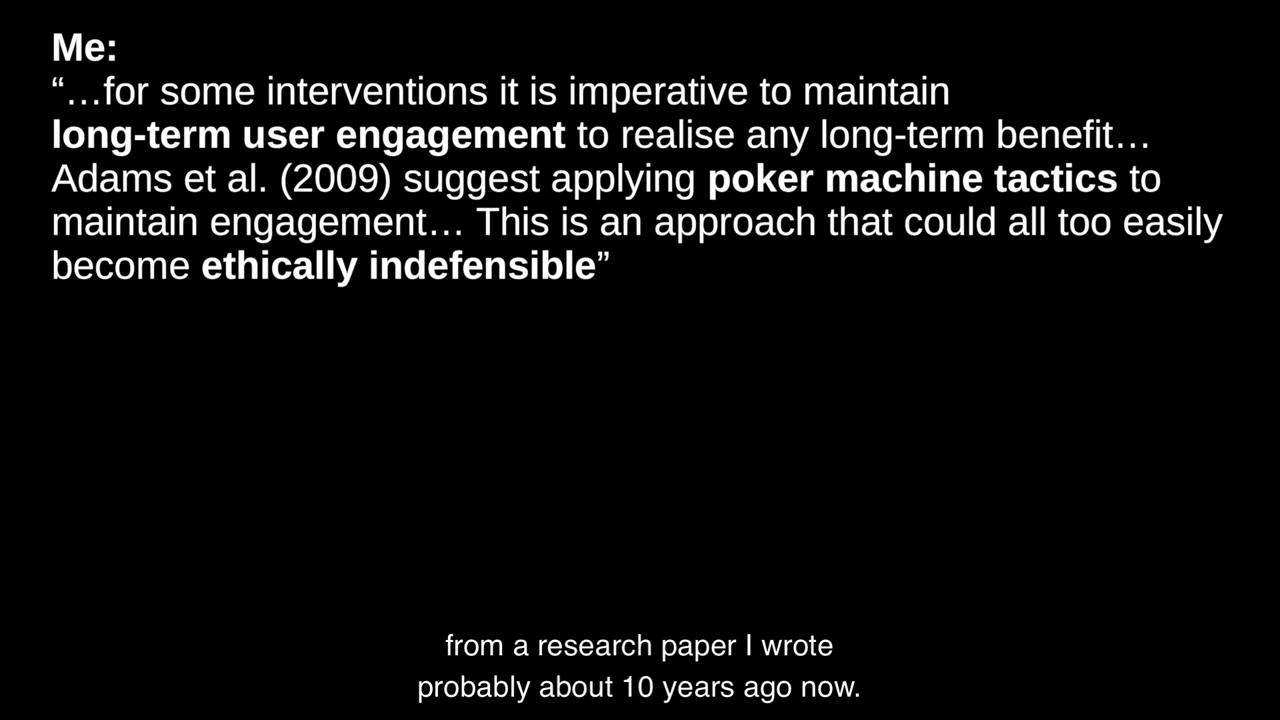 Me:
“…for some interventions it is imperative to maintain
long-term user engagement to realise any long-term benefit…
Adams et al. (2009) suggest applying poker machine tactics to
maintain engagement… This is an approach that could all too easily
become ethically indefensible”
from a research paper I wrote
probably about 10 years ago now.